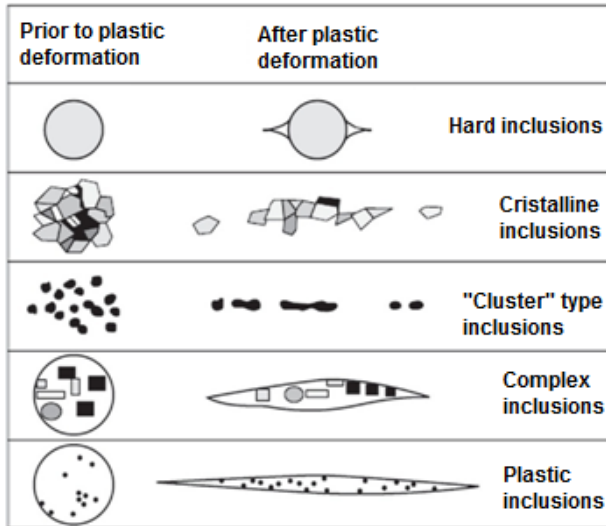 Prior to plastic
deformation
After plastic
deformation
Hard inclusions
Cristalline
inclusions
"Cluster" type
inclusions
Complex
inclusions
Plastic
inclusions